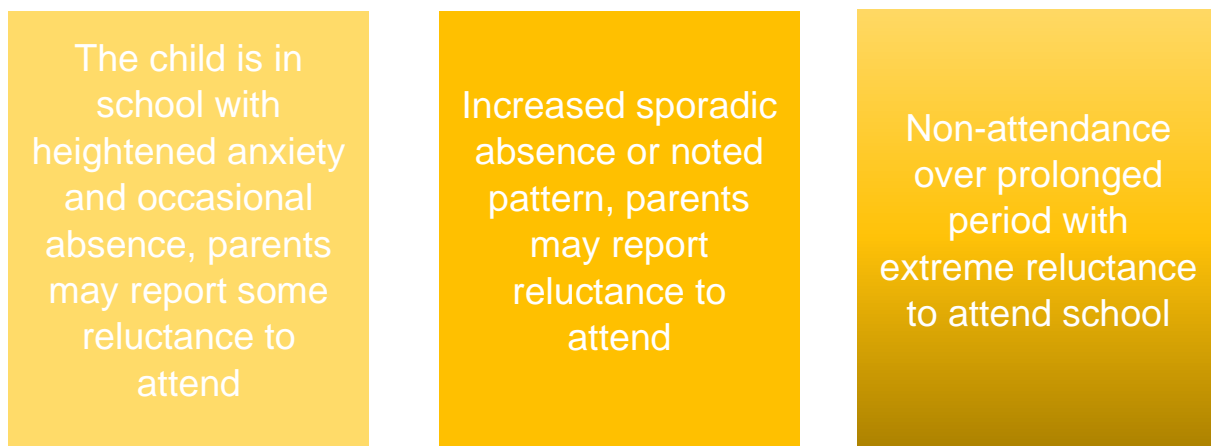 The child is in
school with
heightened anxiety
and occasional
absence, parents
may report some
reluctance to
attend
Increased sporadic
absence or noted
pattern, parents
may report
reluctance to
attend
Non-attendance
over prolonged
period with
extreme reluctance
to attend school